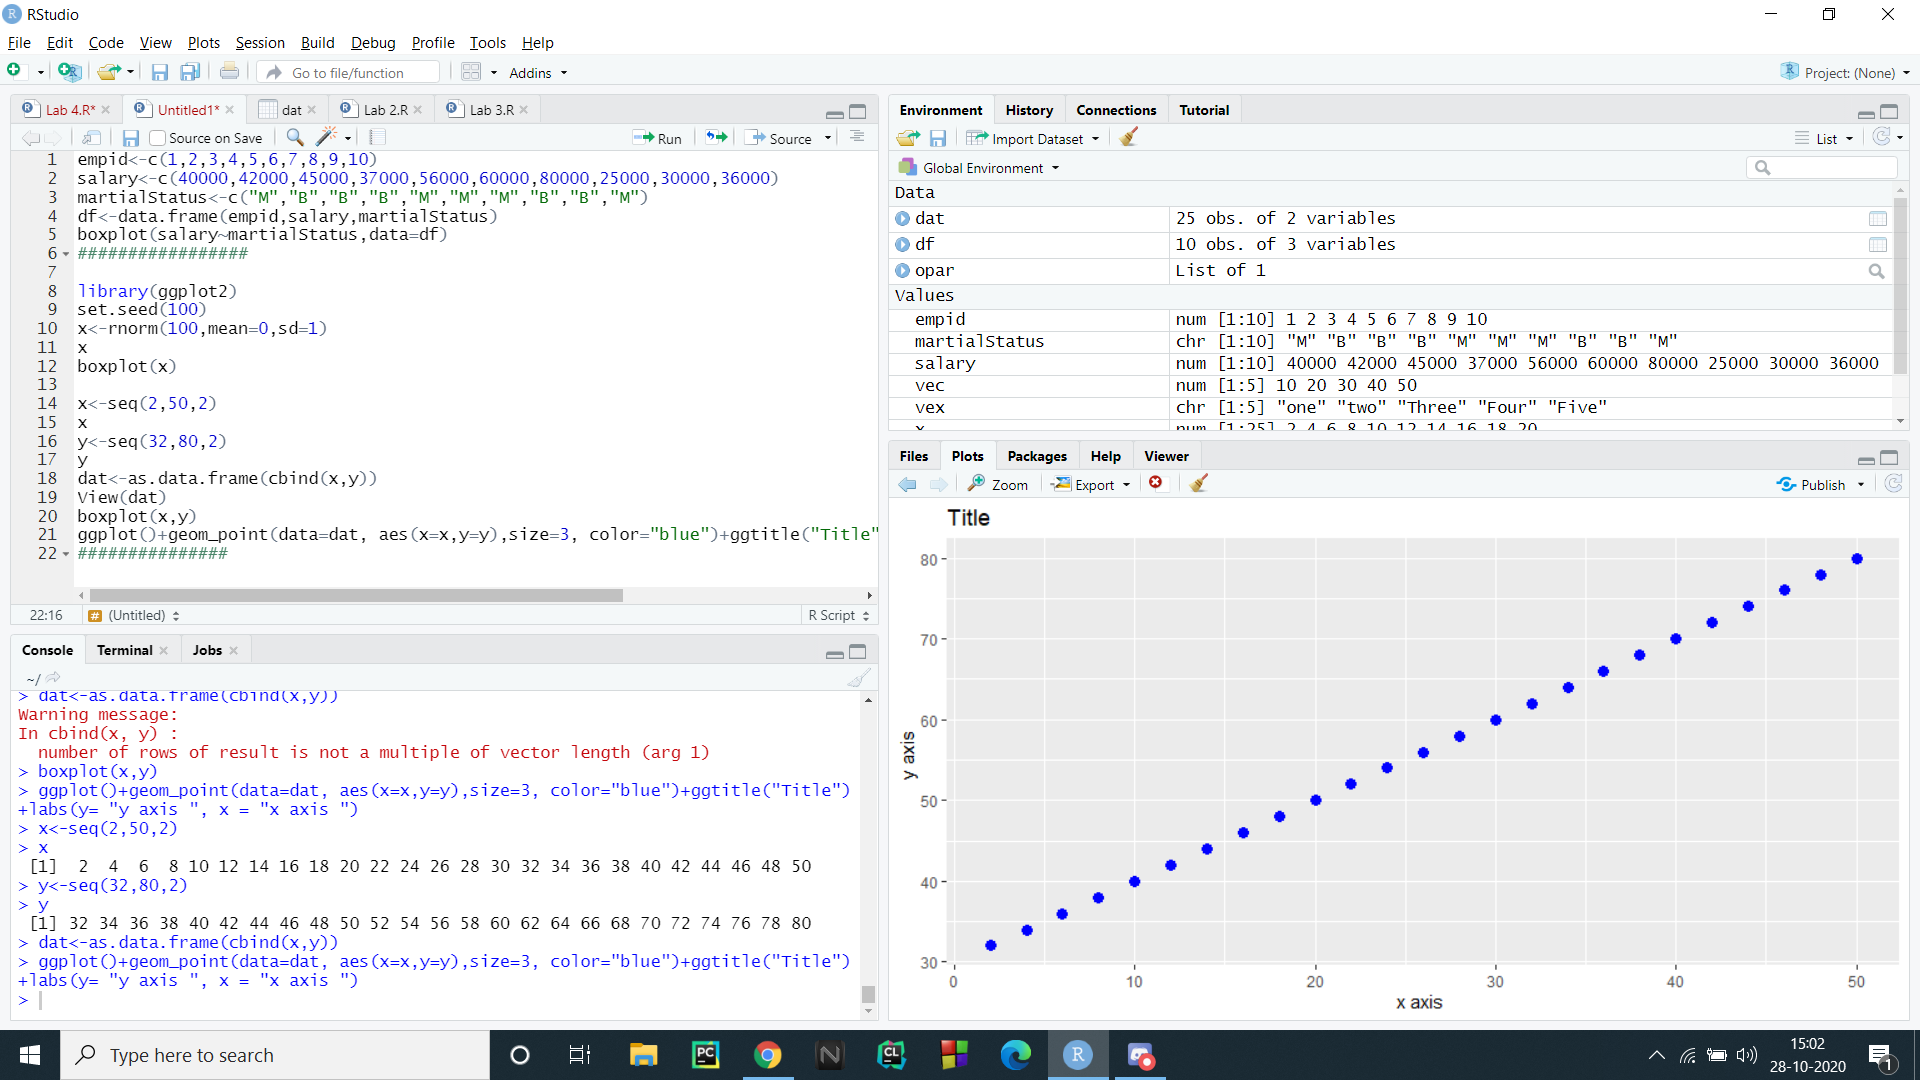 RStudio
File Edit Code View Plots Session Build Debug Profile Tools Help
Go to file/function Addins Project: (None)
Lab 4.R* Untitled1* dat Lab 2.R Lab 3.R
Source on Save Run Source
1 empid<-c(1,2,3,4,5,6,7,8,9,10)
2 salary<-c(40000,42000,45000,37000,56000,60000,80000,25000,30000,36000)
3 martialStatus<-c("M","B","B","B","M","M","M","B","B","M")
4 df<-data.frame(empid,salary,martialStatus)
5 boxplot(salary~martialStatus,data=df)
6 #################
7
8 library(ggplot2)
9 set.seed(100)
10 x<-rnorm(100,mean=0,sd=1)
11 x
12 boxplot(x)
13
14 x<-seq(2,50,2)
15 x
16 y<-seq(32,80,2)
17 y
18 dat<-as.data.frame(cbind(x,y))
19 View(dat)
20 boxplot(x,y)
21 ggplot()+geom_point(data=dat, aes(x=x,y=y),size=3, color="blue")+ggtitle("Title"
22 ###############
22:16 # (Untitled) R Script
Console Terminal Jobs
~/
> dat<-as.data.frame(cbind(x,y))
Warning message:
In cbind(x, y) :
number of rows of result is not a multiple of vector length (arg 1)
> boxplot(x,y)
> ggplot()+geom_point(data=dat, aes(x=x,y=y),size=3, color="blue")+ggtitle("Title")
+labs(y= "y axis ", x = "x axis ")
> x<-seq(2,50,2)
> x
[1] 2 4 6 8 10 12 14 16 18 20 22 24 26 28 30 32 34 36 38 40 42 44 46 48 50
> y<-seq(32,80,2)
> y
[1] 32 34 36 38 40 42 44 46 48 50 52 54 56 58 60 62 64 66 68 70 72 74 76 78 80
> dat<-as.data.frame(cbind(x,y))
> ggplot()+geom_point(data=dat, aes(x=x,y=y),size=3, color="blue")+ggtitle("Title")
+labs(y= "y axis ", x = "x axis ")
>
Environment History Connections Tutorial
Import Dataset List
Global Environment
Data
dat 25 obs. of 2 variables
df 10 obs. of 3 variables
opar List of 1
Values
empid num [1:10] 1 2 3 4 5 6 7 8 9 10
martialStatus chr [1:10] "M" "B" "B" "B" "M" "M" "M" "B" "B" "M"
salary num [1:10] 40000 42000 45000 37000 56000 60000 80000 25000 30000 36000
vec num [1:5] 10 20 30 40 50
vex chr [1:5] "one" "two" "Three" "Four" "Five"
x num [1:25] 2 4 6 8 10 12 14 16 18 20
Files Plots Packages Help Viewer
Zoom Export Publish
Title
80
70
60
50
40
30
y axis
0 10 20 30 40 50
x axis
Type here to search
PC N CL R
15:02
28-10-2020
1